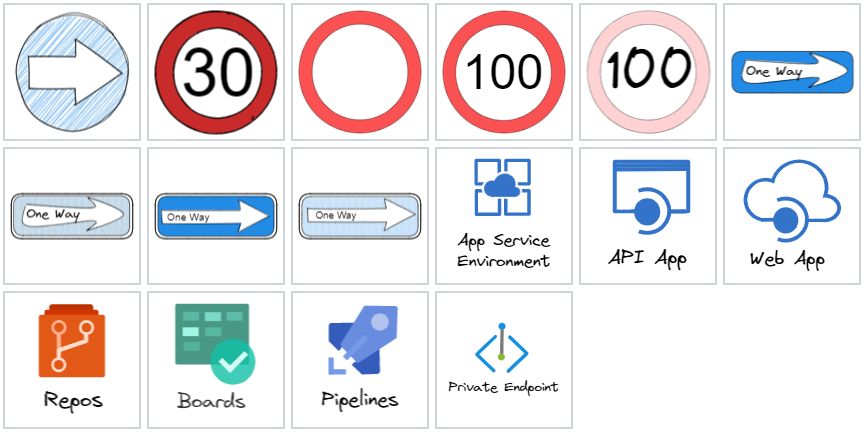 30
100
100
One Way
One Way
One Way
One Way
App Service
Environment
API App
Web App
Repos
Boards
Pipelines
Private Endpoint